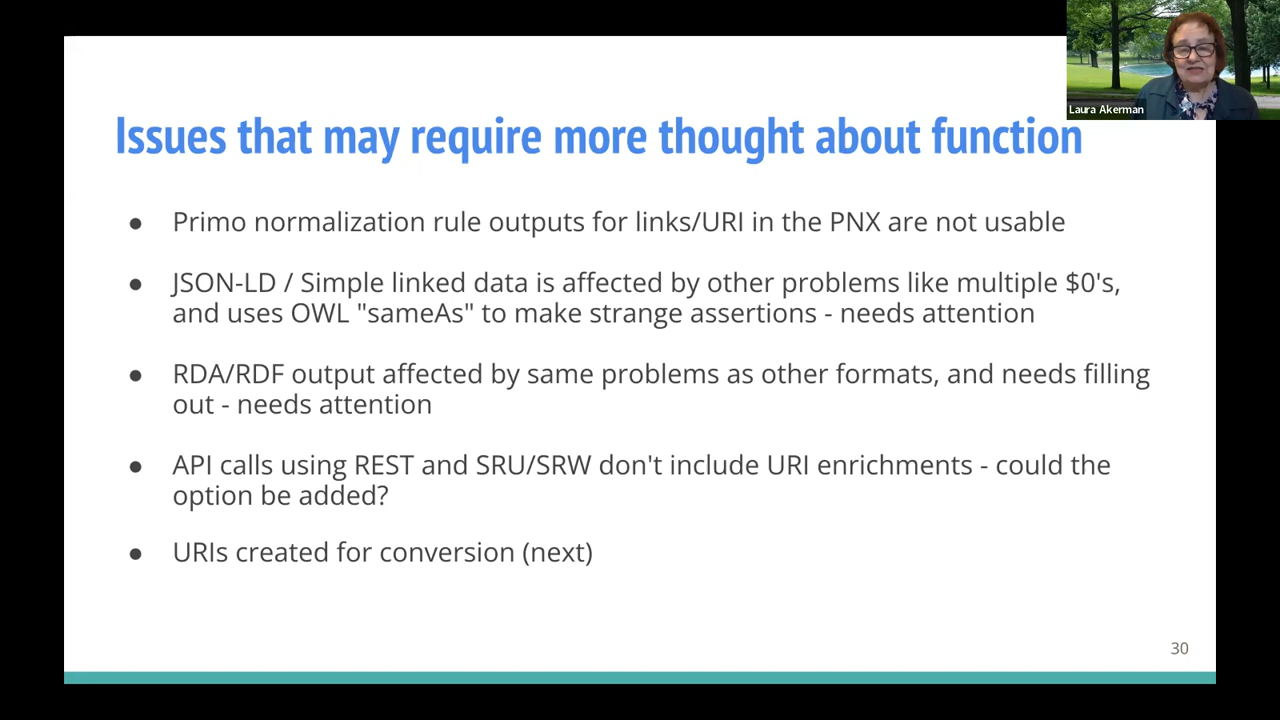 Laura Akerman
Issues that may require more thought about function
● Primo normalization rule outputs for links/URI in the PNX are not usable
● JSON-LD / Simple linked data is affected by other problems like multiple $0's,
and uses OWL "sameAs" to make strange assertions - needs attention
● RDA/RDF output affected by same problems as other formats, and needs filling
out - needs attention
● API calls using REST and SRU/SRW don't include URI enrichments - could the
option be added?
● URIs created for conversion (next)
30